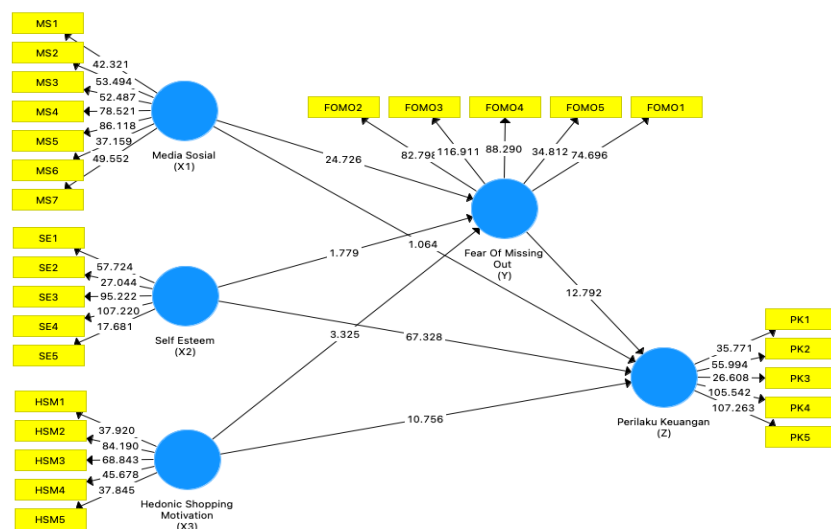 MS1
MS2
MS3
MS4
MS5
MS6
MS7
42.321
53.494
52.487
78.521
86.118
37.159
49.552
Media Sosial
(X1)
SE1
SE2
SE3
SE4
SE5
57.724
27.044
95.222
107.220
17.681
Self Esteem
(X2)
HSM1
HSM2
HSM3
HSM4
HSM5
37.920
84.190
68.843
45.678
37.845
Hedonic Shopping
Motivation
(X3)
FOMO2
FOMO3
FOMO4
FOMO5
FOMO1
82.798
116.911
88.290
34.812
74.696
Fear Of Missing
Out
(Y)
24.726
1.779
1.064
3.325
67.328
10.756
12.792
PK1
PK2
PK3
PK4
PK5
35.771
55.994
26.608
105.542
107.263
Perilaku Keuangan
(Z)